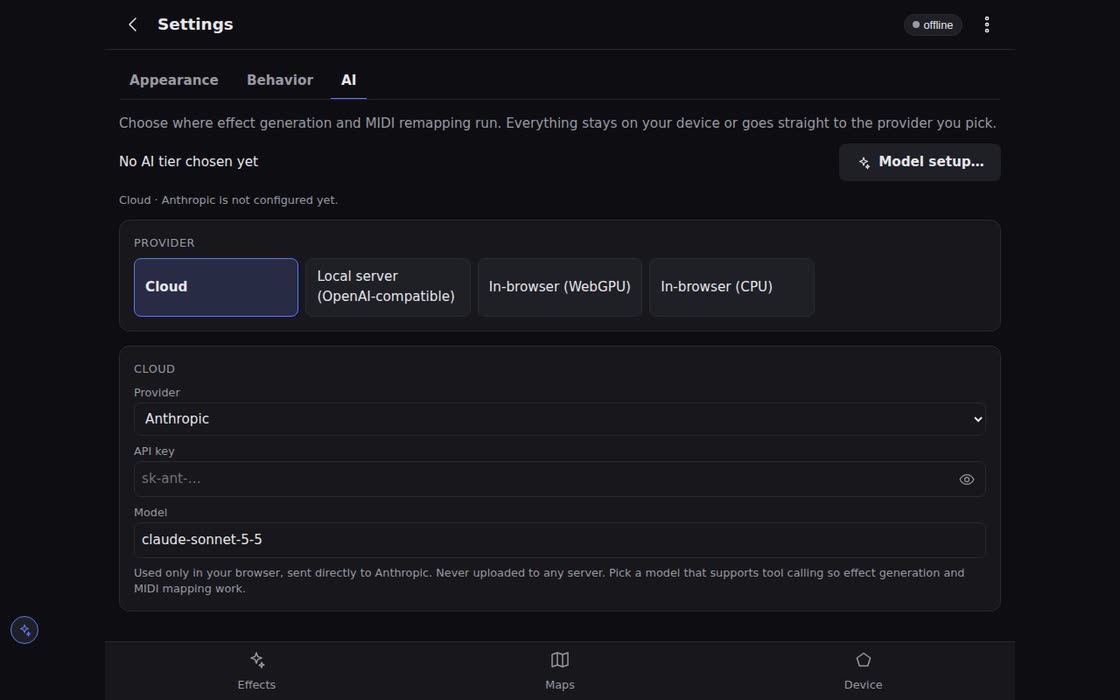 Settings
offline
Appearance
Behavior
AI
Choose where effect generation and MIDI remapping run. Everything stays on your device or goes straight to the provider you pick.
No AI tier chosen yet
Model setup…
Cloud · Anthropic is not configured yet.
PROVIDER
Cloud
Local server
(OpenAI-compatible)
In-browser (WebGPU)
In-browser (CPU)
CLOUD
Provider
Anthropic
API key
sk-ant-…
Model
claude-sonnet-5-5
Used only in your browser, sent directly to Anthropic. Never uploaded to any server. Pick a model that supports tool calling so effect generation and
MIDI mapping work.
Effects
Maps
Device